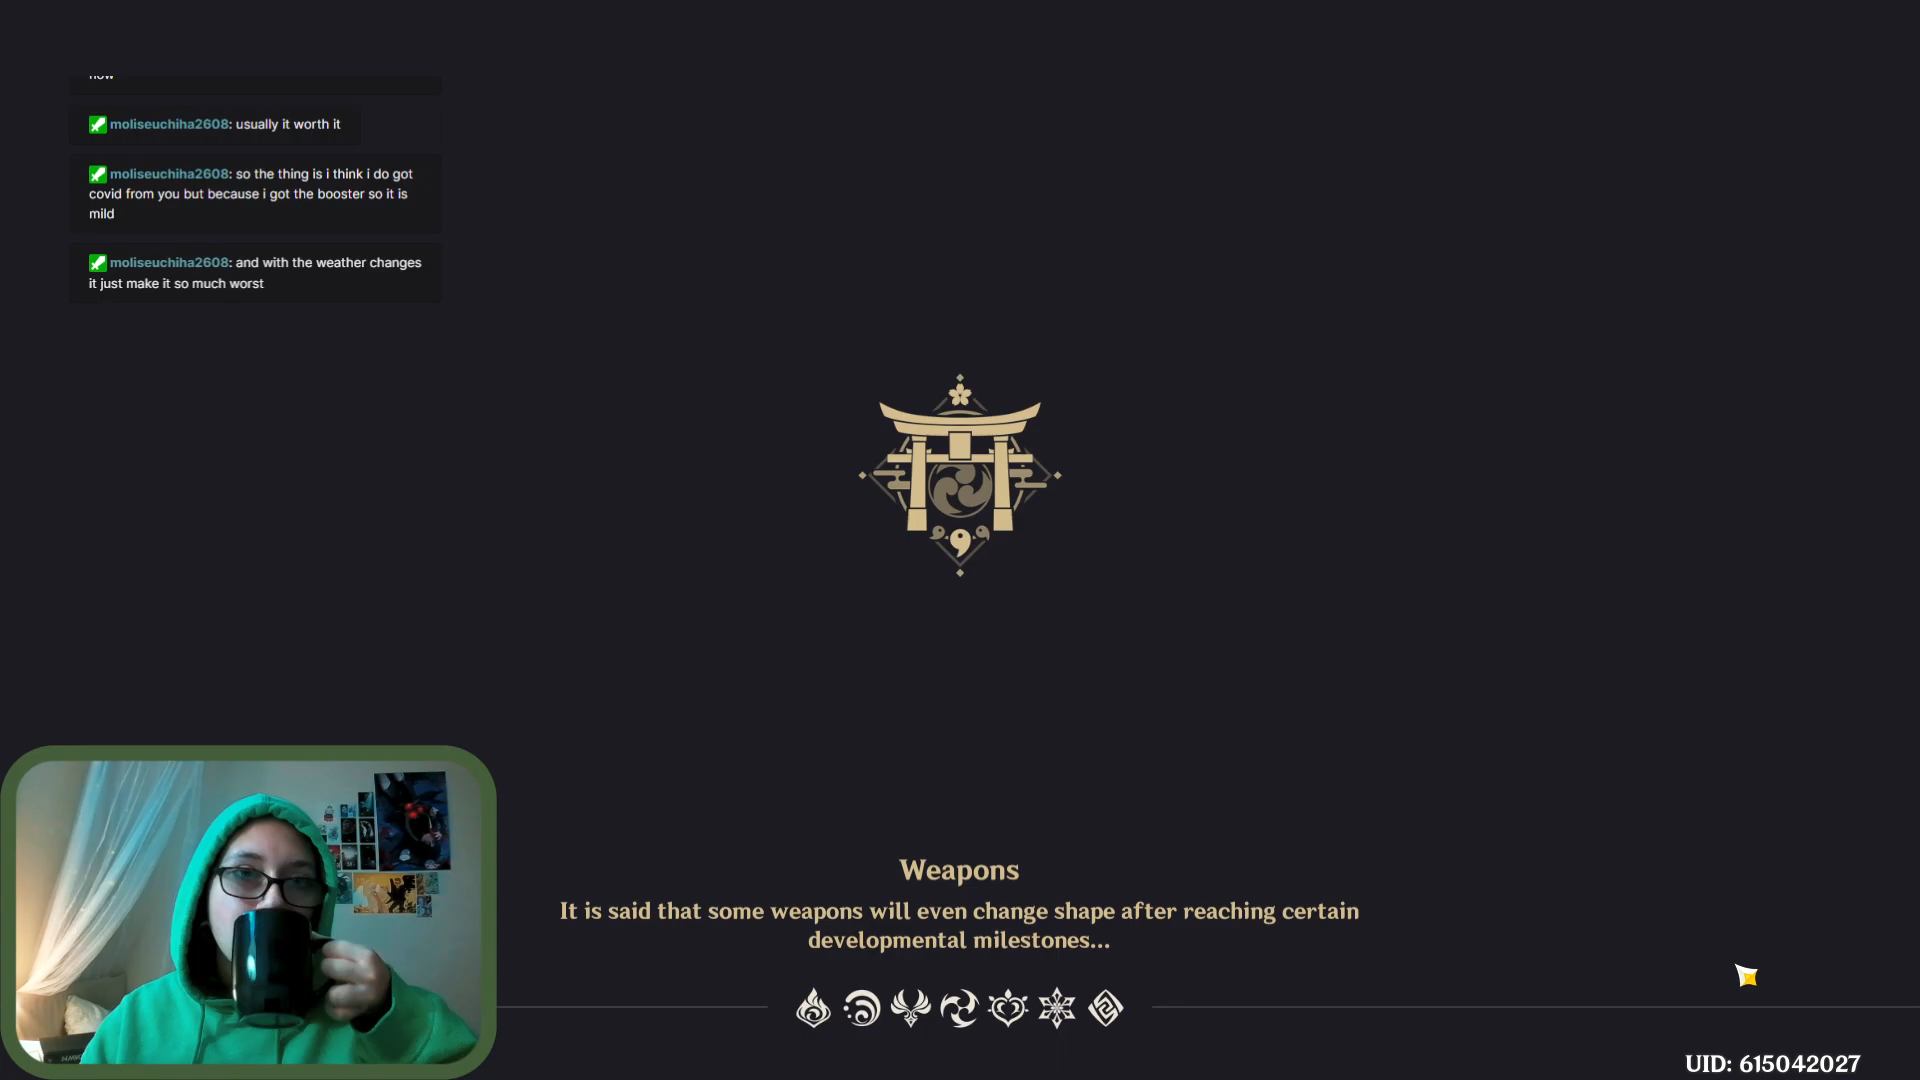 now
moliseuchiha2608: usually it worth it
moliseuchiha2608: so the thing is i think i do got
covid from you but because i got the booster so it is
mild
moliseuchiha2608: and with the weather changes
it just make it so much worst
Weapons
It is said that some weapons will even change shape after reaching certain
developmental milestones...
UID: 615042027